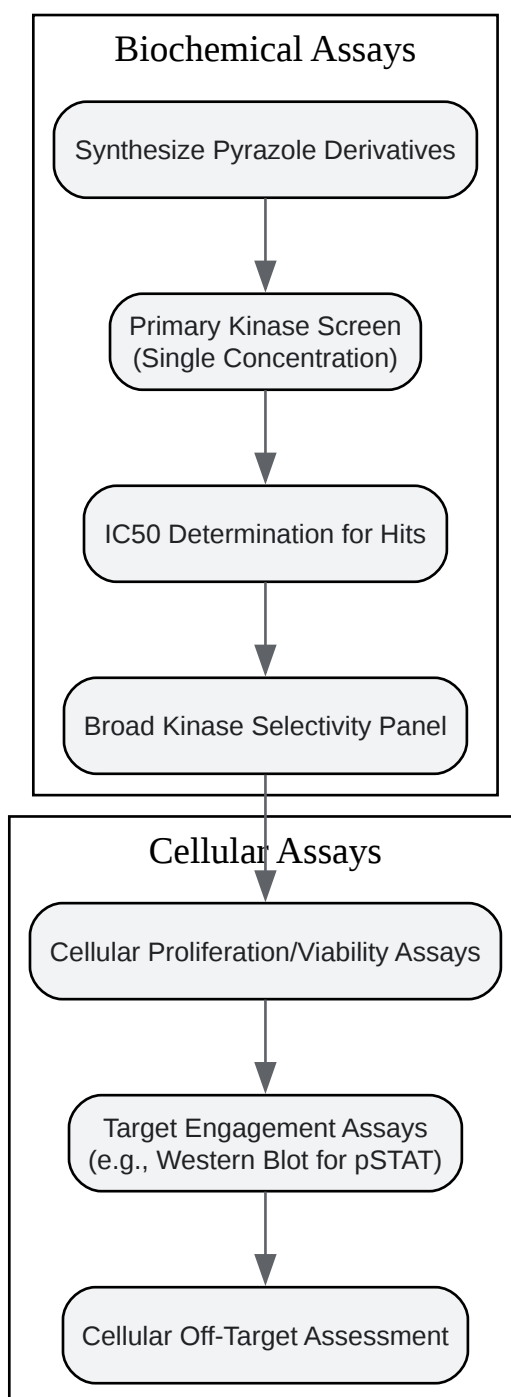 Biochemical Assays
Synthesize Pyrazole Derivatives
Primary Kinase Screen
(Single Concentration)
IC50 Determination for Hits
Broad Kinase Selectivity Panel
Cellular Assays
Cellular Proliferation/Viability Assays
Target Engagement Assays
(e.g., Western Blot for pSTAT)
Cellular Off-Target Assessment